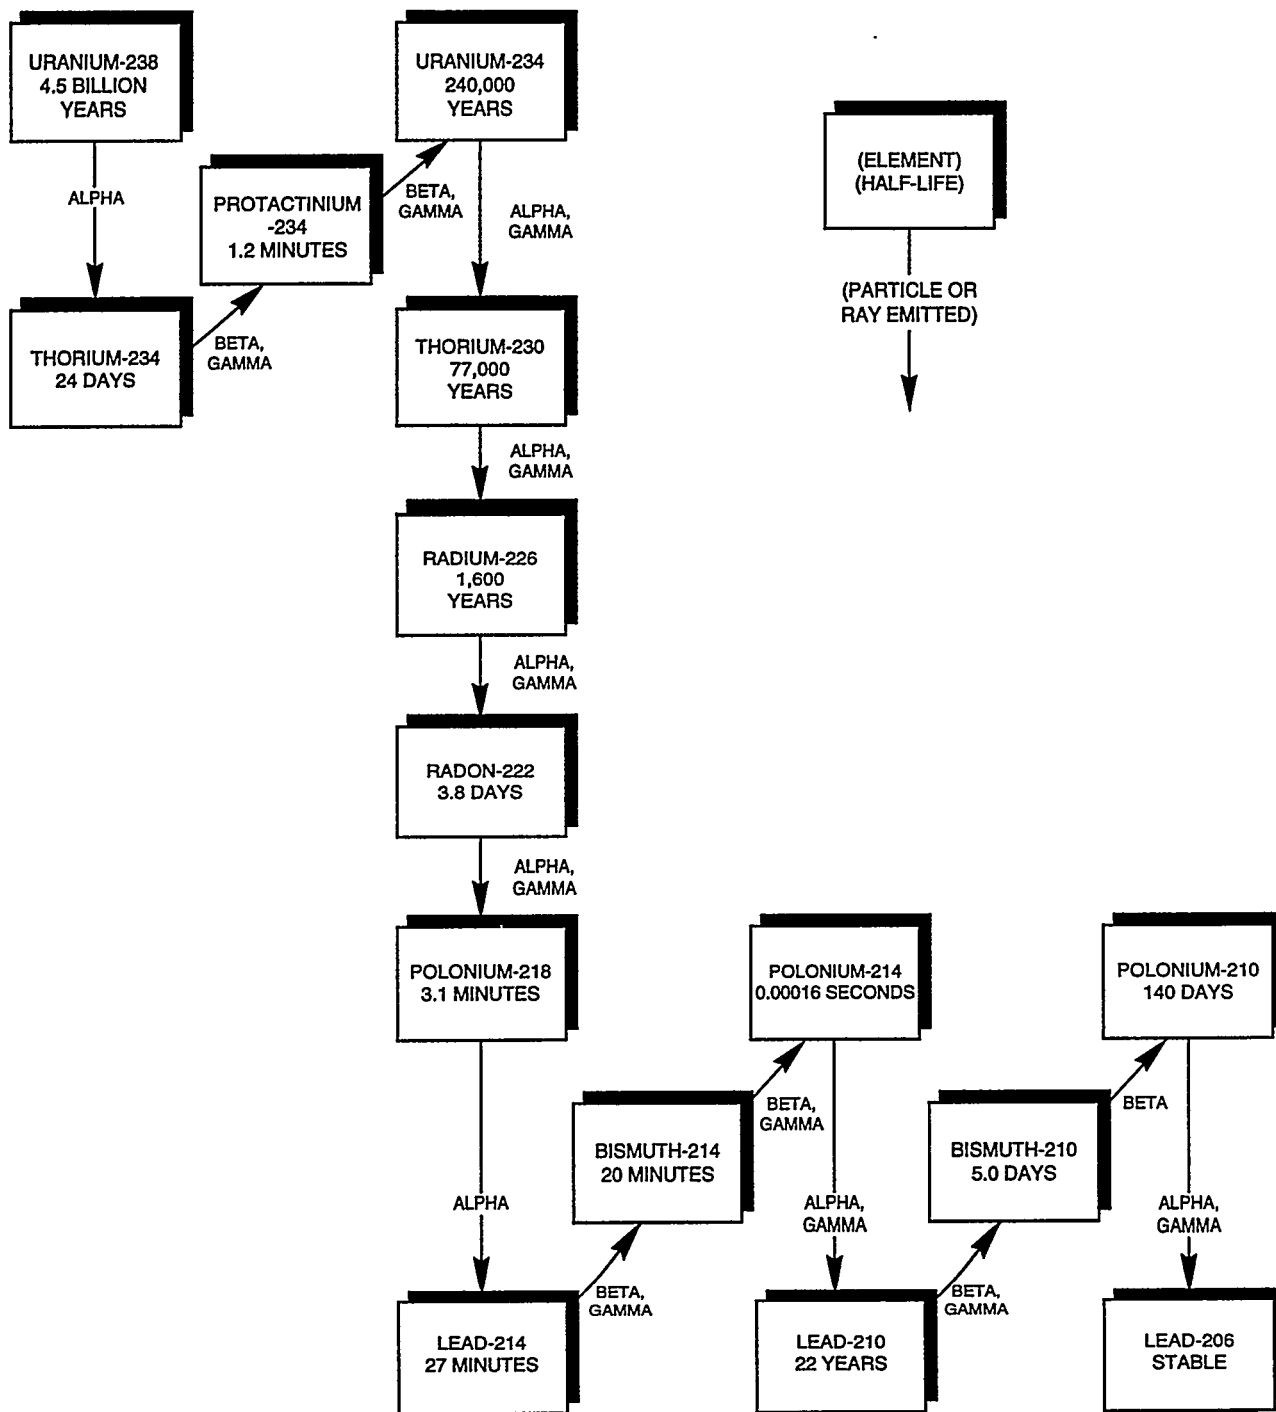 URANIUM-238
4.5 BILLION
YEARS
ALPHA
THORIUM-234
24 DAYS
BETA,
GAMMA
PROTACTINIUM
-234
1.2 MINUTES
BETA,
GAMMA
URANIUM-234
240,000
YEARS
ALPHA,
GAMMA
THORIUM-230
77,000
YEARS
ALPHA,
GAMMA
RADIUM-226
1,600
YEARS
ALPHA,
GAMMA
RADON-222
3.8 DAYS
ALPHA,
GAMMA
POLONIUM-218
3.1 MINUTES
ALPHA
LEAD-214
27 MINUTES
BETA,
GAMMA
BISMUTH-214
20 MINUTES
BETA,
GAMMA
POLONIUM-214
0.00016 SECONDS
ALPHA,
GAMMA
LEAD-210
22 YEARS
BETA,
GAMMA
BISMUTH-210
5.0 DAYS
BETA
POLONIUM-210
140 DAYS
ALPHA,
GAMMA
LEAD-206
STABLE
(ELEMENT)
(HALF-LIFE)
(PARTICLE OR
RAY EMITTED)